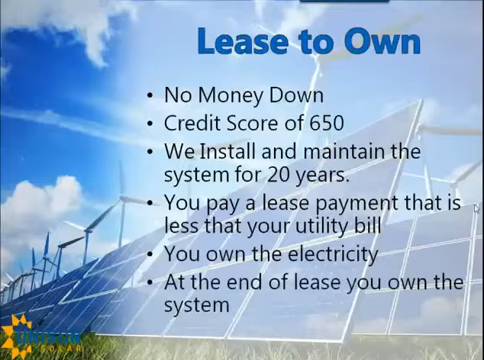 Lease to Own
• No Money Down
• Credit Score of 650
• We Install and maintain the
system for 20 years.
• You pay a lease payment that is
less that your utility bill
• You own the electricity
• At the end of lease you own the
system
SOLAR